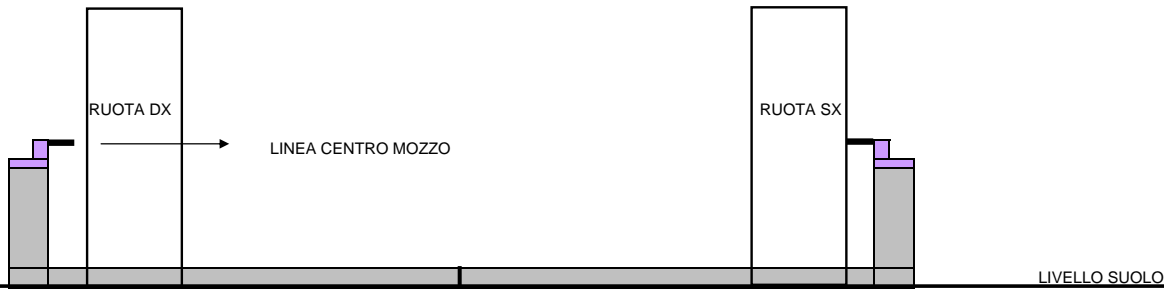 RUOTA DX
RUOTA SX
LINEA CENTRO MOZZO
LIVELLO SUOLO